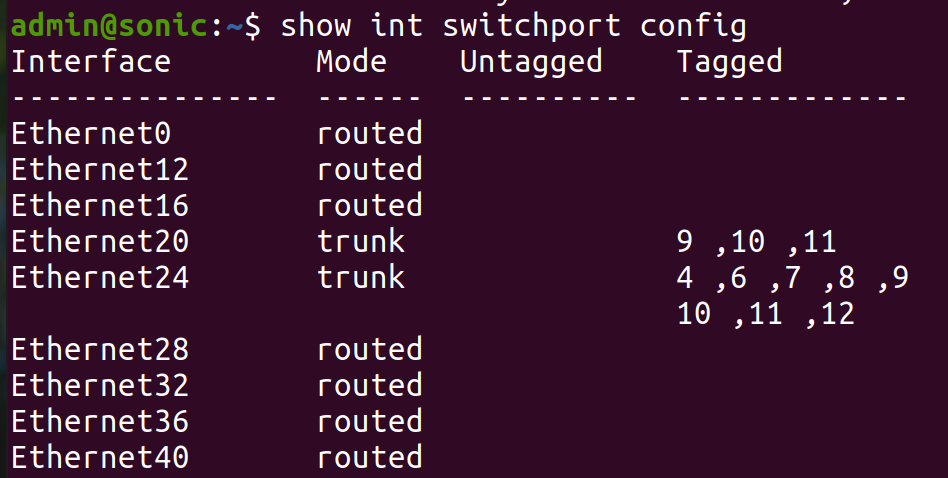 admin@sonic:~$ show int switchport config
Interface        Mode    Untagged    Tagged
---------------  ------  ----------  -------------
Ethernet0        routed
Ethernet12       routed
Ethernet16       routed
Ethernet20       trunk               9 ,10 ,11
Ethernet24       trunk               4 ,6 ,7 ,8 ,9
                                     10 ,11 ,12
Ethernet28       routed
Ethernet32       routed
Ethernet36       routed
Ethernet40       routed